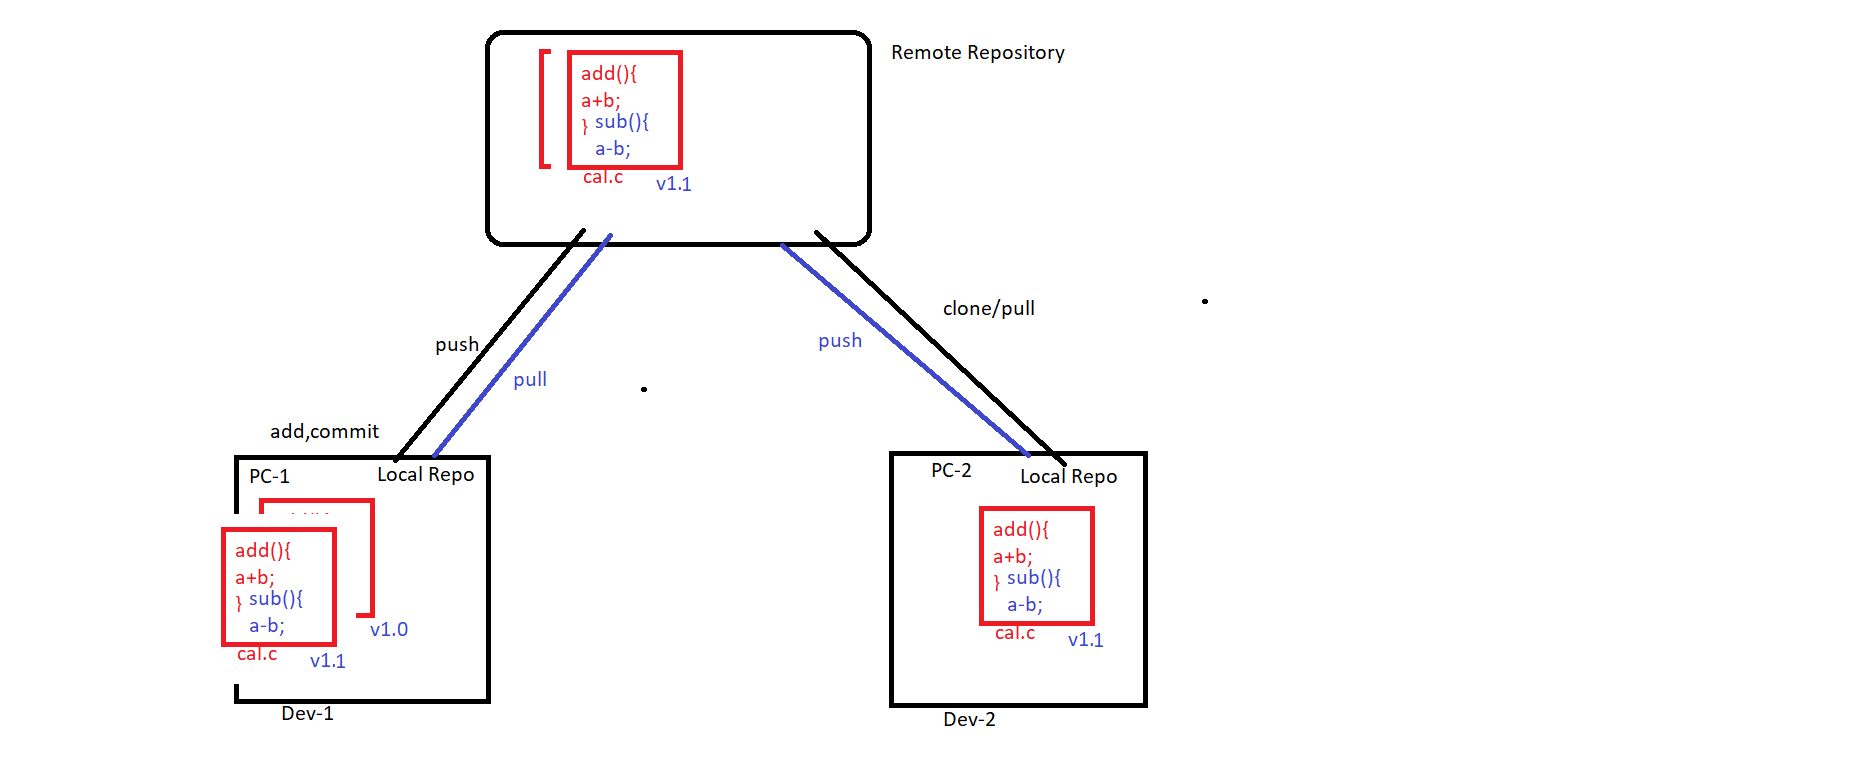 Remote Repository
add(){
a+b;
} sub(){
a-b;
cal.c
v1.1
clone/pull
push
push
pull
add,commit
PC-1
Local Repo
add(){
a+b;
} sub(){
a-b;
cal.c
v1.1
v1.0
Dev-1
PC-2
Local Repo
add(){
a+b;
} sub(){
a-b;
cal.c
v1.1
Dev-2